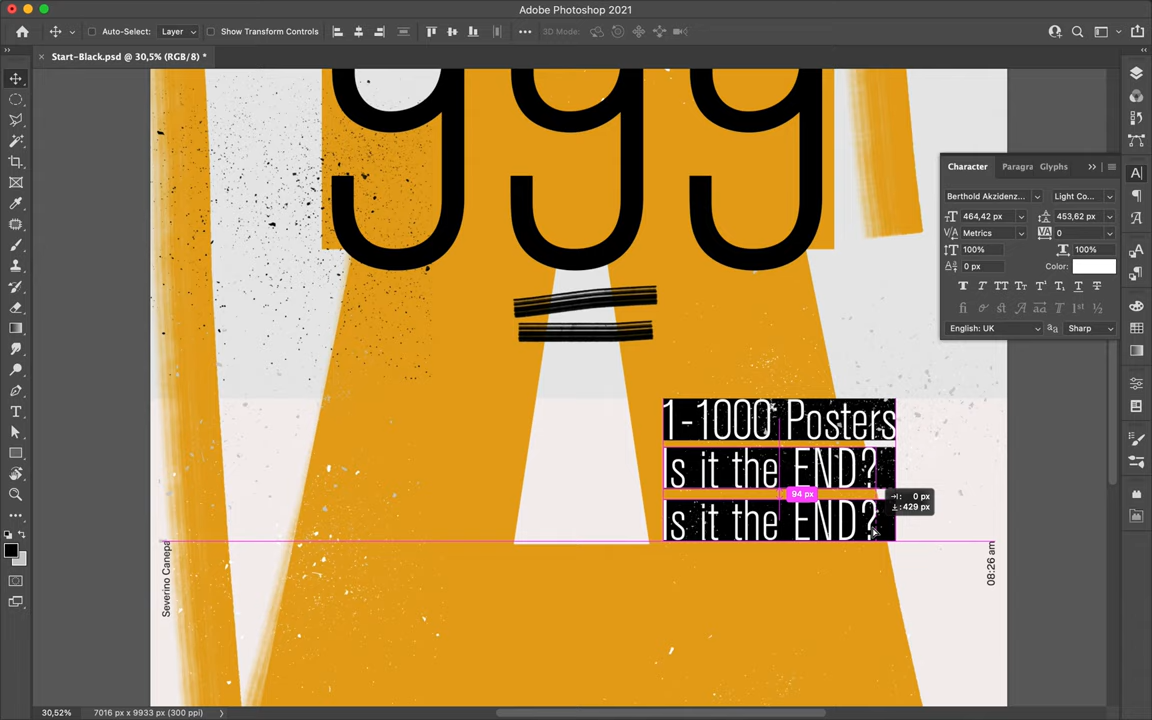 Adobe Photoshop 2021
Auto-Select: Layer Show Transform Controls 3D Mode:
Start-Black.psd @ 30,5% (RGB/8) *
999
Character Paragra Glyphs
Berthold Akzidenz... Light Co...
464,42 px 453,62 px
Metrics 0
100% 100%
0 px Color:
English: UK Sharp
1-1000 Posters
Is it the END?
94 px
0 px
429 px
Is it the END?
Severino Canepa
08:26 am
30,52% 7016 px x 9933 px (300 ppi)